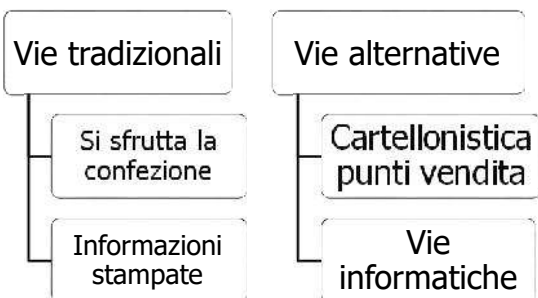 Vie tradizionali
Si sfrutta la
confezione
Informazioni
stampate
Vie alternative
Cartellonistica
punti vendita
Vie
informatiche